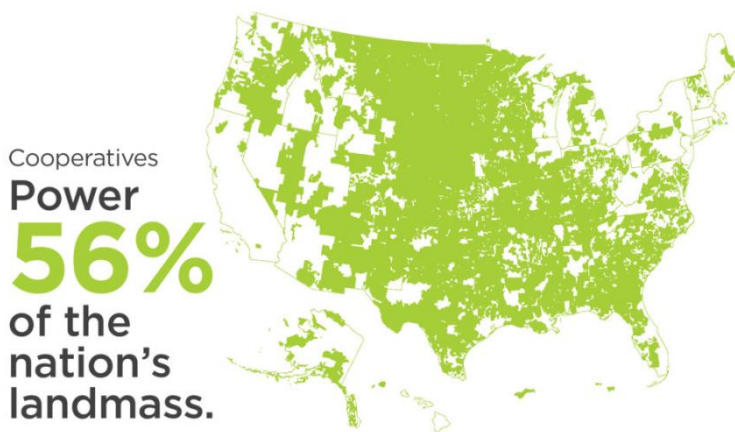 Cooperatives
Power
56%
of the
nation's
landmass.